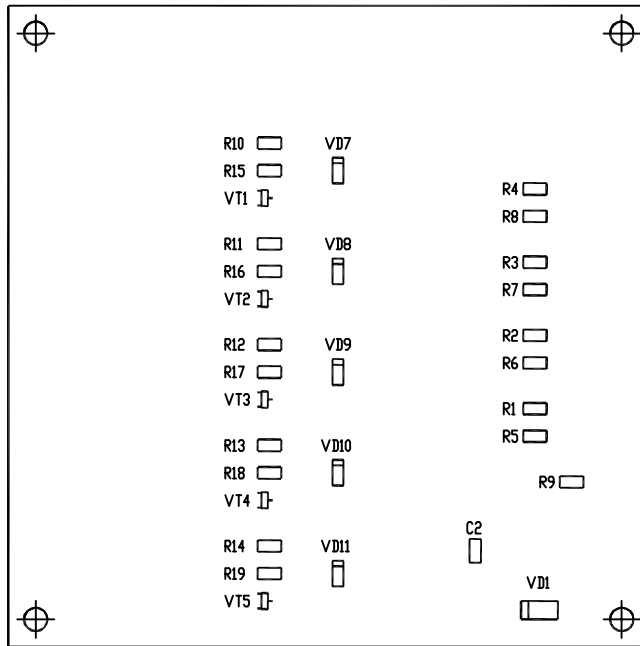 R10 VD7
R15
R4
VT1
R8
R11 VD8
R3
R16
R7
VT2
R2
R12 VD9
R6
R17
VT3
R1
R5
R13 VD10
R18
R9
VT4
C2
R14 VD11
R19
VD1
VT5